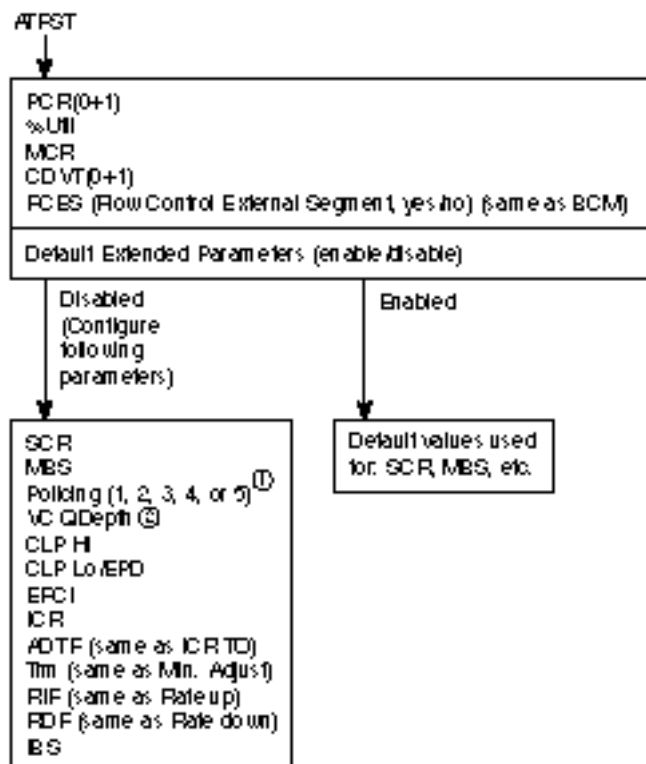 ATFST
PCR(0+1)
%Util
MCR
CDVT(0+1)
FCES (Flow Control External Segment, yes/no) (same as BCM)
Default Extended Parameters (enable/disable)
Disabled
(Configure
following
parameters)
Enabled
SCR
MBS
Policing (1, 2, 3, 4, or 5) ①
VC QDepth ②
CLP Hi
CLP Lo/EPD
EFCI
ICR
ADTF (same as ICR TO)
Trm (same as Min. Adjust)
RIF (same as Rate up)
RDF (same as Rate down)
IBS
Default values used
for: SCR, MBS, etc.